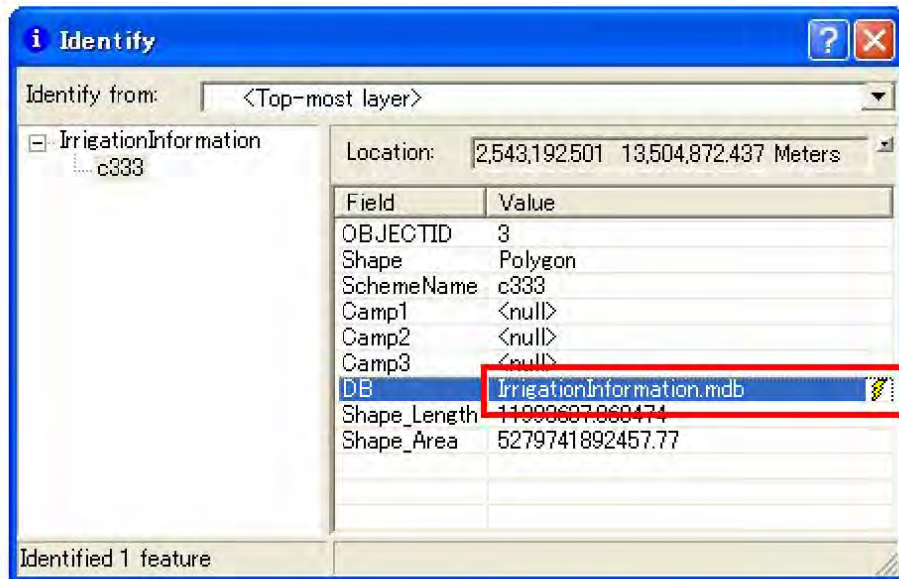 Identify
Identify from: <Top-most layer>
IrrigationInformation
c333
Location: 2,543,192.501 13,504,872.437 Meters
Field Value
OBJECTID 3
Shape Polygon
SchemeName c333
Camp1 <null>
Camp2 <null>
Camp3 <null>
DB IrrigationInformation.mdb
Shape_Length
Shape_Area 5279741892457.77
Identified 1 feature